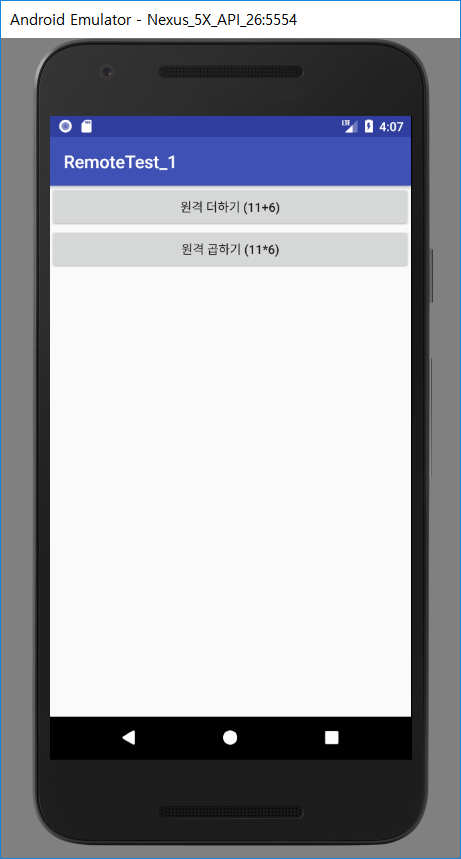 Android Emulator - Nexus_5X_API_26:5554
LTE 4:07
RemoteTest_1
원격 더하기 (11+6)
원격 곱하기 (11*6)